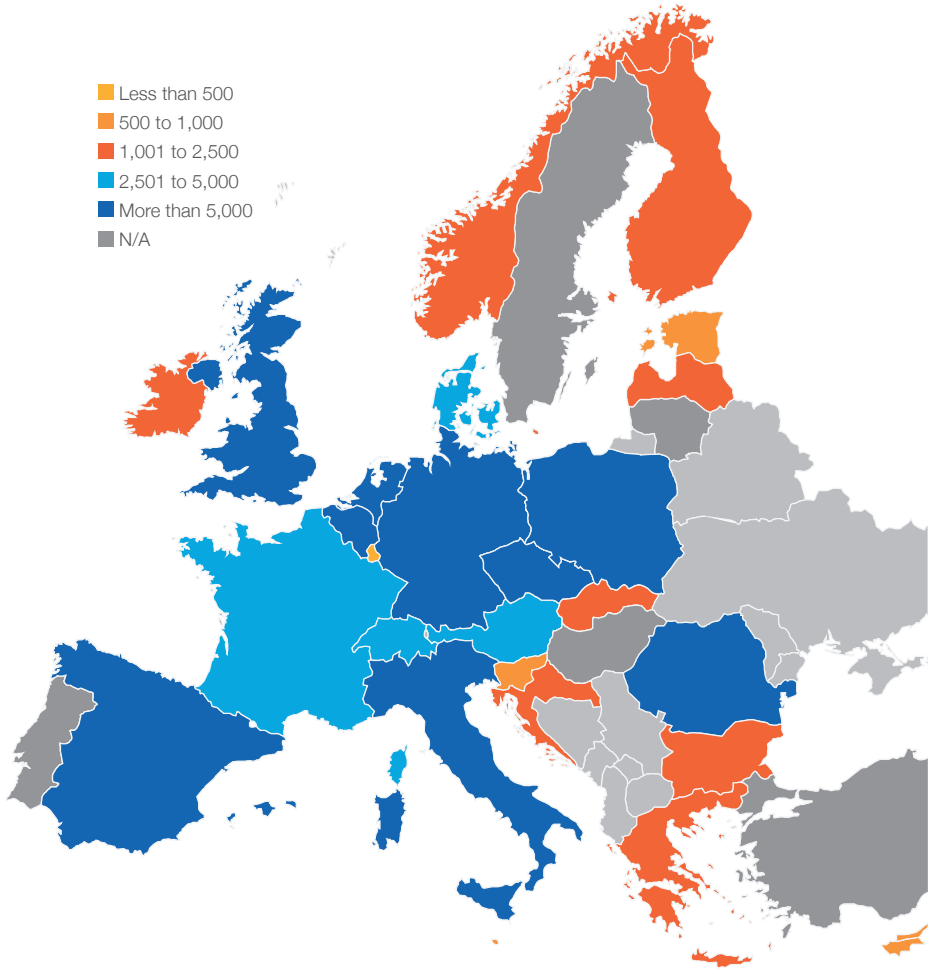 Less than 500
500 to 1,000
1,001 to 2,500
2,501 to 5,000
More than 5,000
N/A